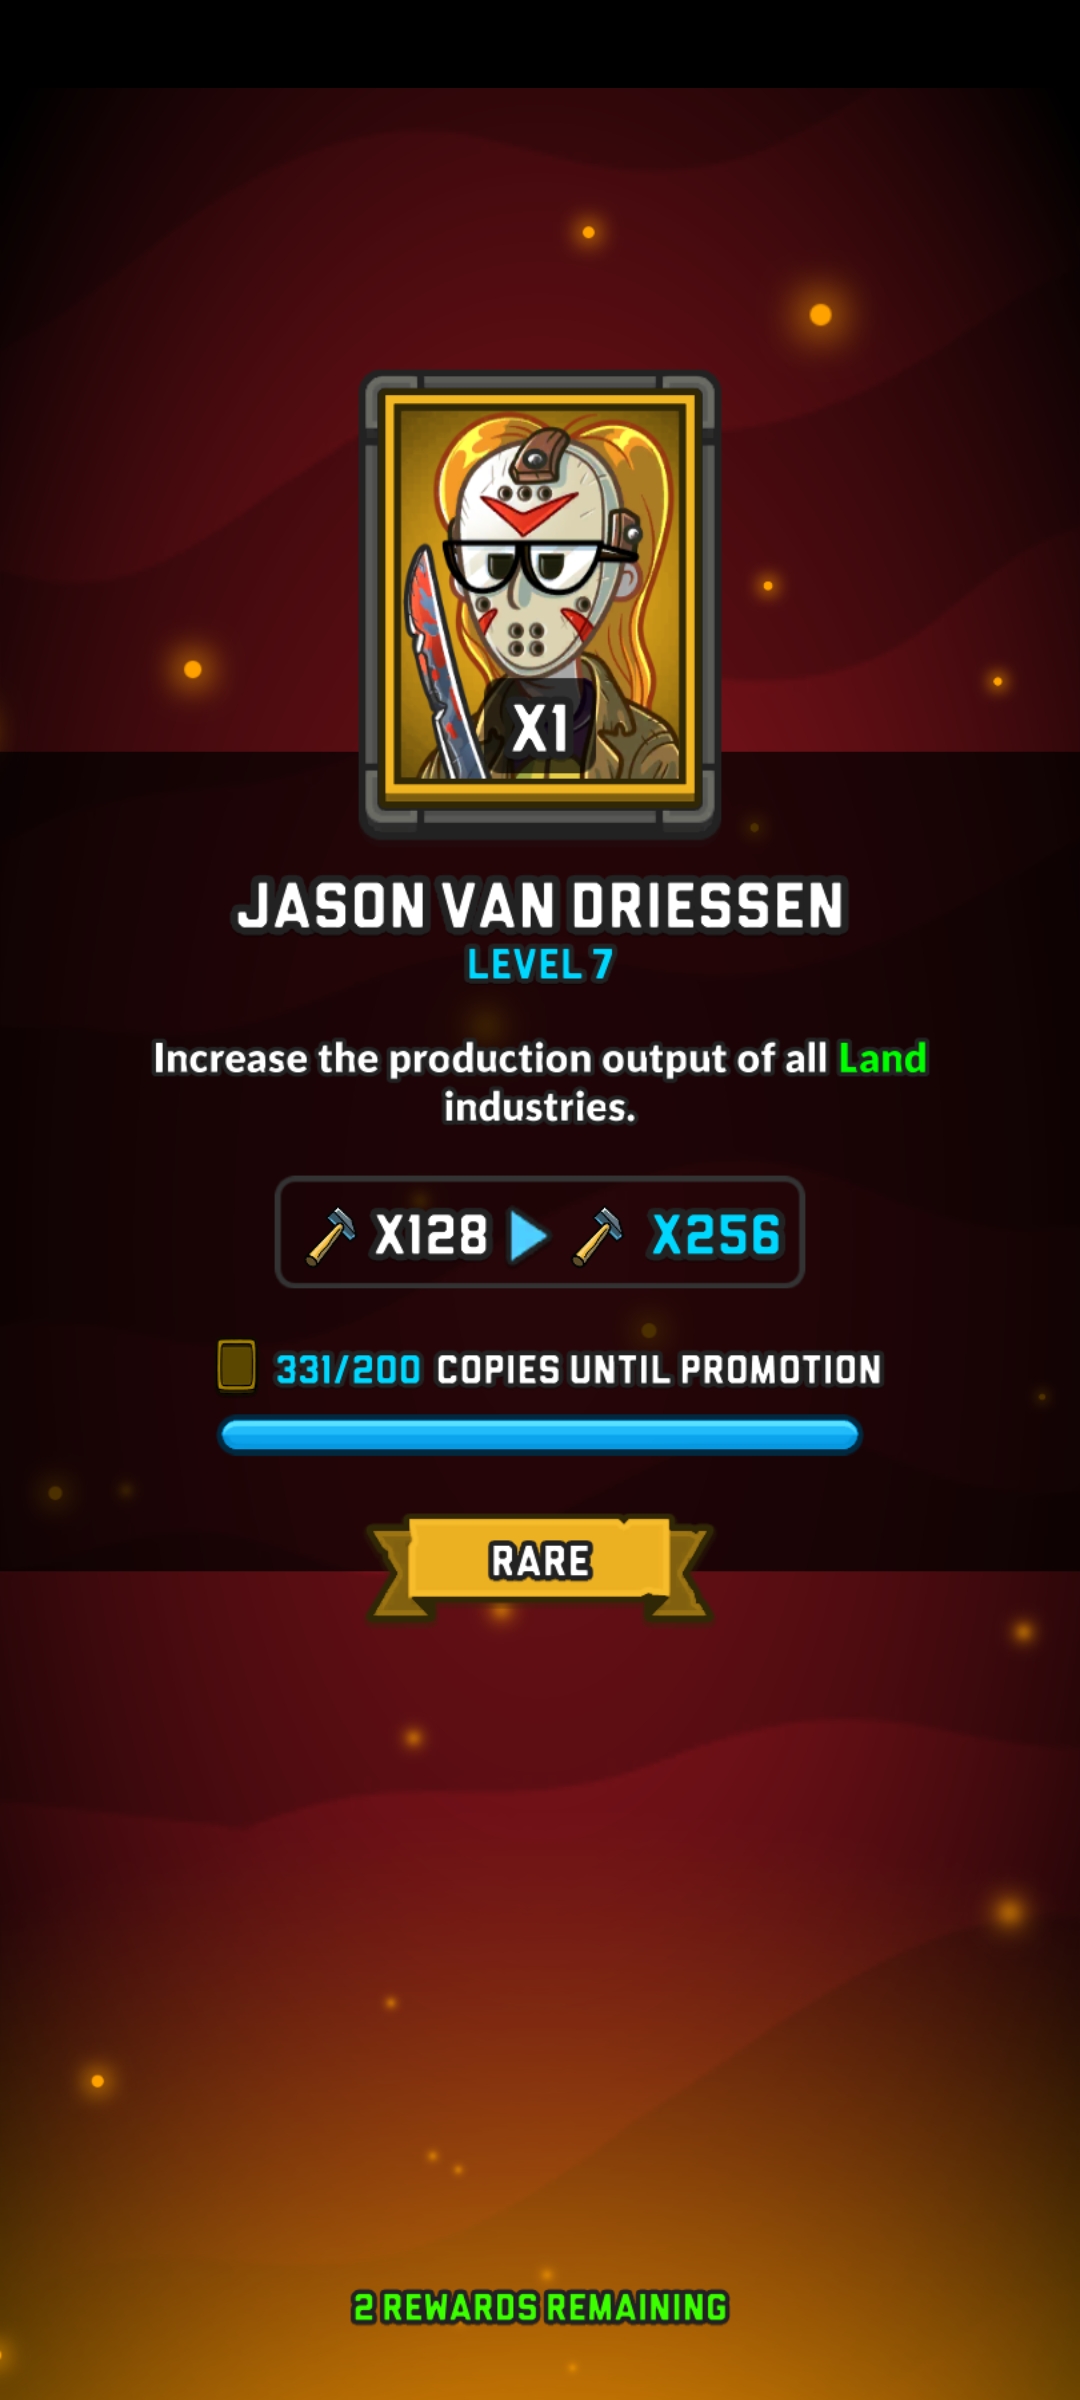 X1
JASON VAN DRIESSEN
LEVEL 7
Increase the production output of all Land
industries.
X128 X256
331/200 COPIES UNTIL PROMOTION
RARE
2 REWARDS REMAINING